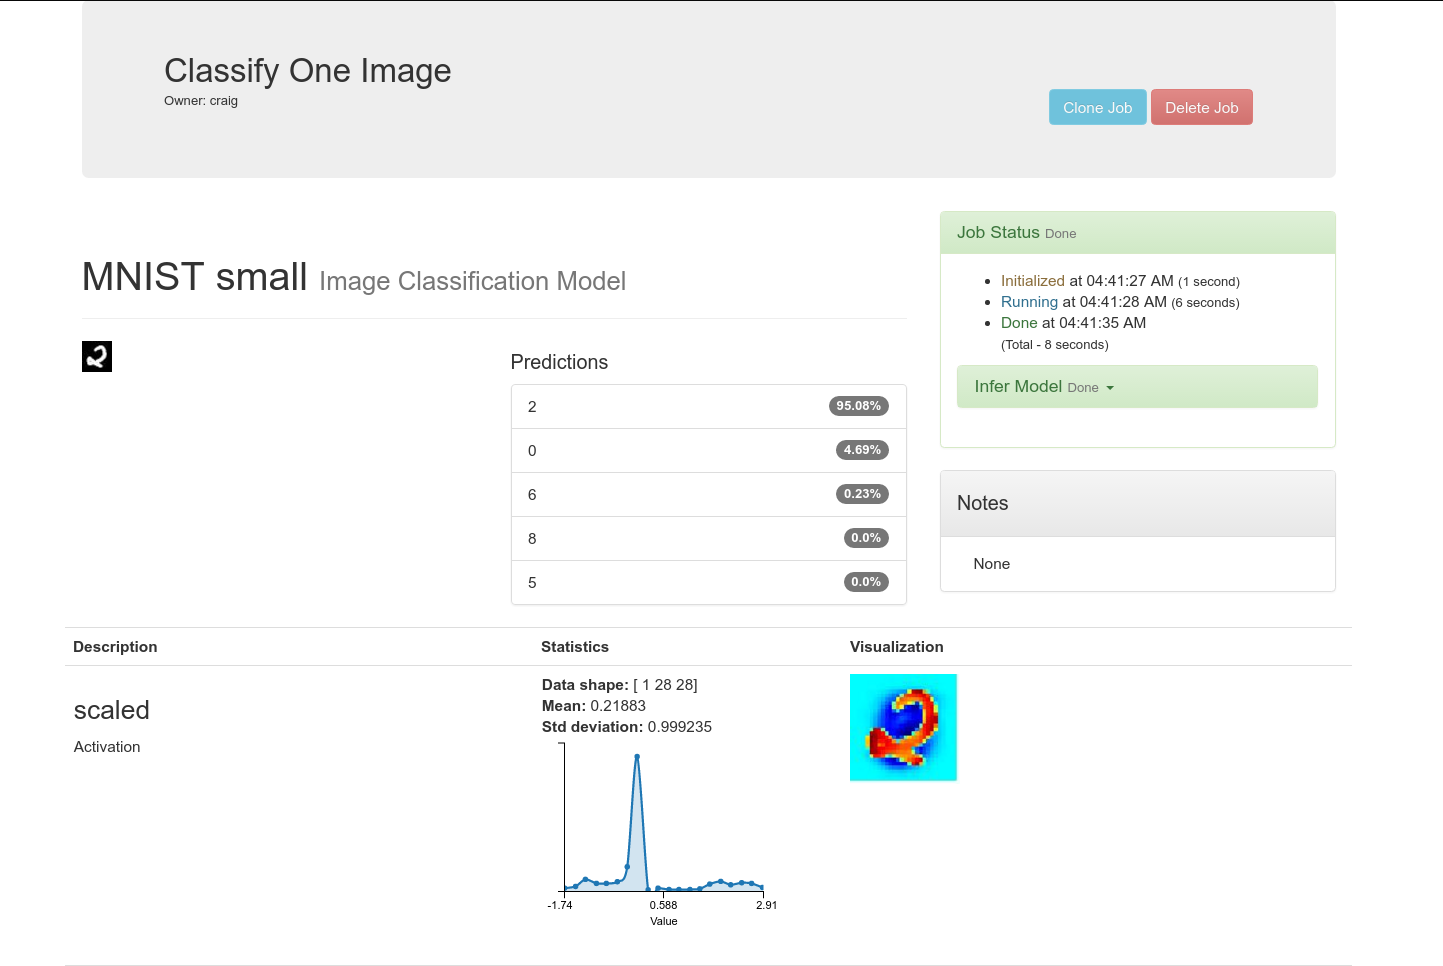 Classify One Image
Owner: craig
Clone Job
Delete Job
MNIST small Image Classification Model
2
Predictions
2 95.08%
0 4.69%
6 0.23%
8 0.0%
5 0.0%
Job Status Done
Initialized at 04:41:27 AM (1 second)
Running at 04:41:28 AM (6 seconds)
Done at 04:41:35 AM
(Total - 8 seconds)
Infer Model Done
Notes
None
Description Statistics Visualization
scaled
Activation
Data shape: [ 1 28 28]
Mean: 0.21883
Std deviation: 0.999235
-1.74 0.588 2.91
Value
2